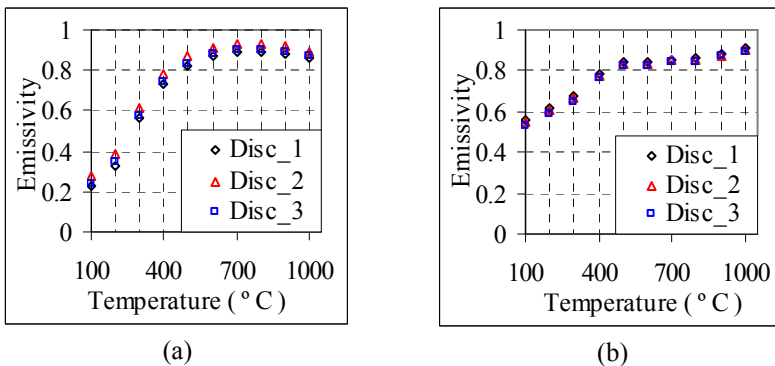 1
0.8
0.6
0.4
0.2
0
Emissivity
Disc_1
Disc_2
Disc_3
100 400 700 1000
Temperature ( º C)
(a)
1
0.8
0.6
0.4
0.2
0
Emissivity
Disc_1
Disc_2
Disc_3
100 400 700 1000
Temperature ( º C)
(b)